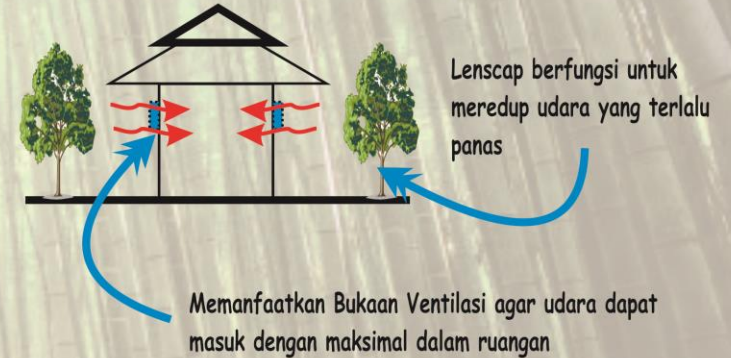 Lenscap berfungsi untuk
meredup udara yang terlalu
panas
Memanfaatkan Bukaan Ventilasi agar udara dapat
masuk dengan maksimal dalam ruangan